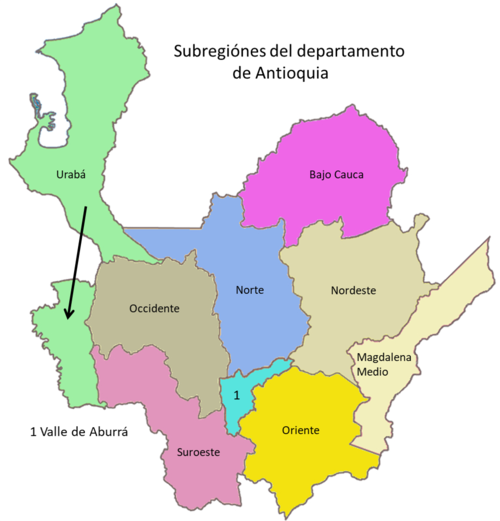 Subregiónes del departamento
de Antioquia
Urabá
Bajo Cauca
Norte
Nordeste
Occidente
Magdalena
Medio
1
Oriente
1 Valle de Aburrá
Suroeste